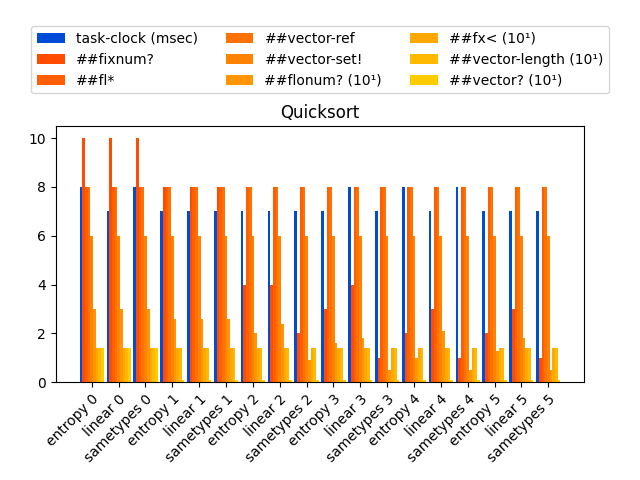 task-clock (msec) ##vector-ref ##fx< (10¹)
##fixnum? ##vector-set! ##vector-length (10¹)
##fl* ##flonum? (10¹) ##vector? (10¹)
Quicksort
10
8
6
4
2
0
entropy 0 linear 0 sametypes 0 entropy 1 linear 1 sametypes 1 entropy 2 linear 2 sametypes 2 entropy 3 linear 3 sametypes 3 entropy 4 linear 4 sametypes 4 entropy 5 linear 5 sametypes 5